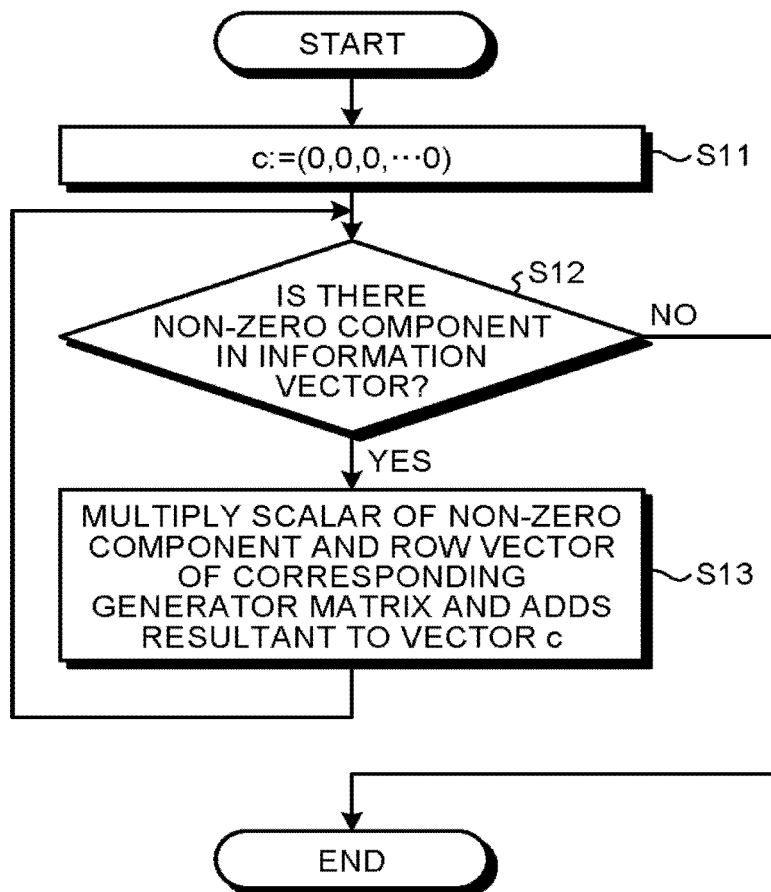 START
c:=(0,0,0,⋯0)
S11
S12
IS THERE
NON-ZERO COMPONENT
IN INFORMATION
VECTOR?
NO
YES
MULTIPLY SCALAR OF NON-ZERO
COMPONENT AND ROW VECTOR
OF CORRESPONDING
GENERATOR MATRIX AND ADDS
RESULTANT TO VECTOR c
S13
END